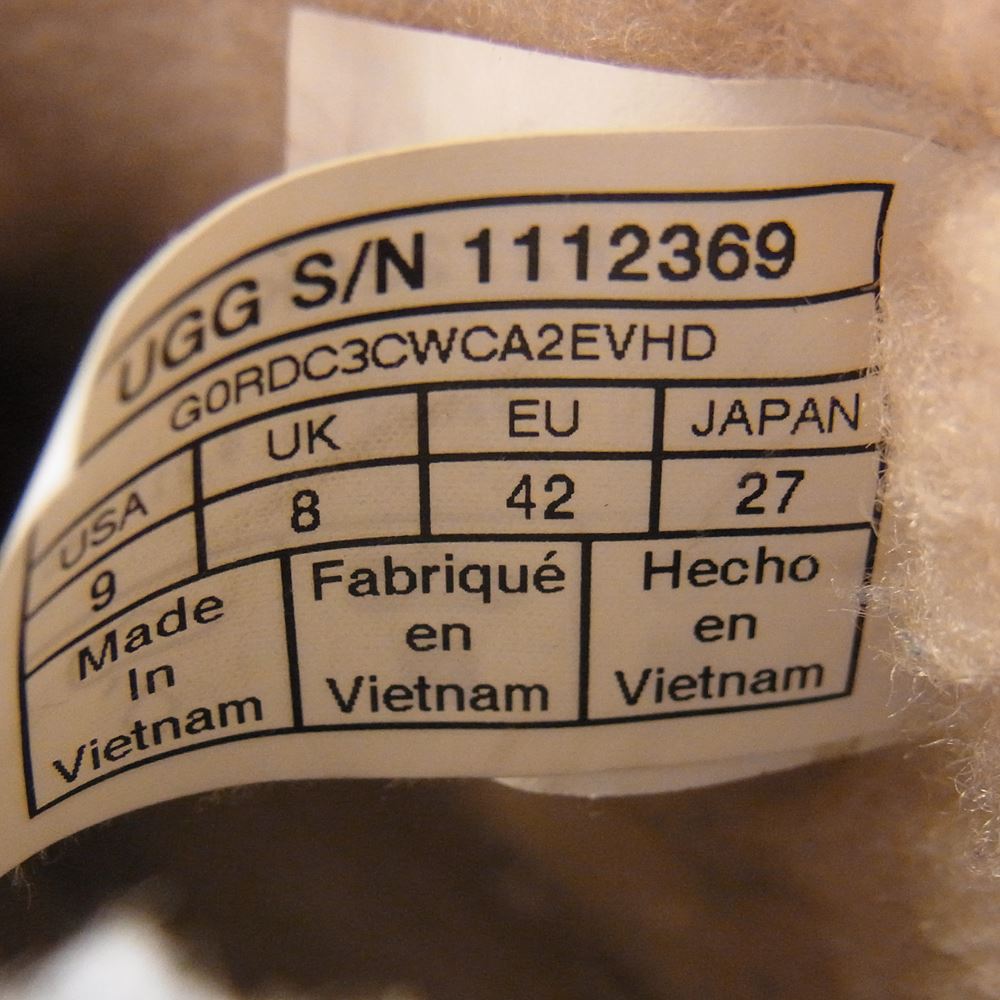 UGG S/N 1112369
G0RDC3CWCA2EVHD
USA UK EU JAPAN
9 8 42 27
Made
In
Vietnam
Fabriqué
en
Vietnam
Hecho
en
Vietnam